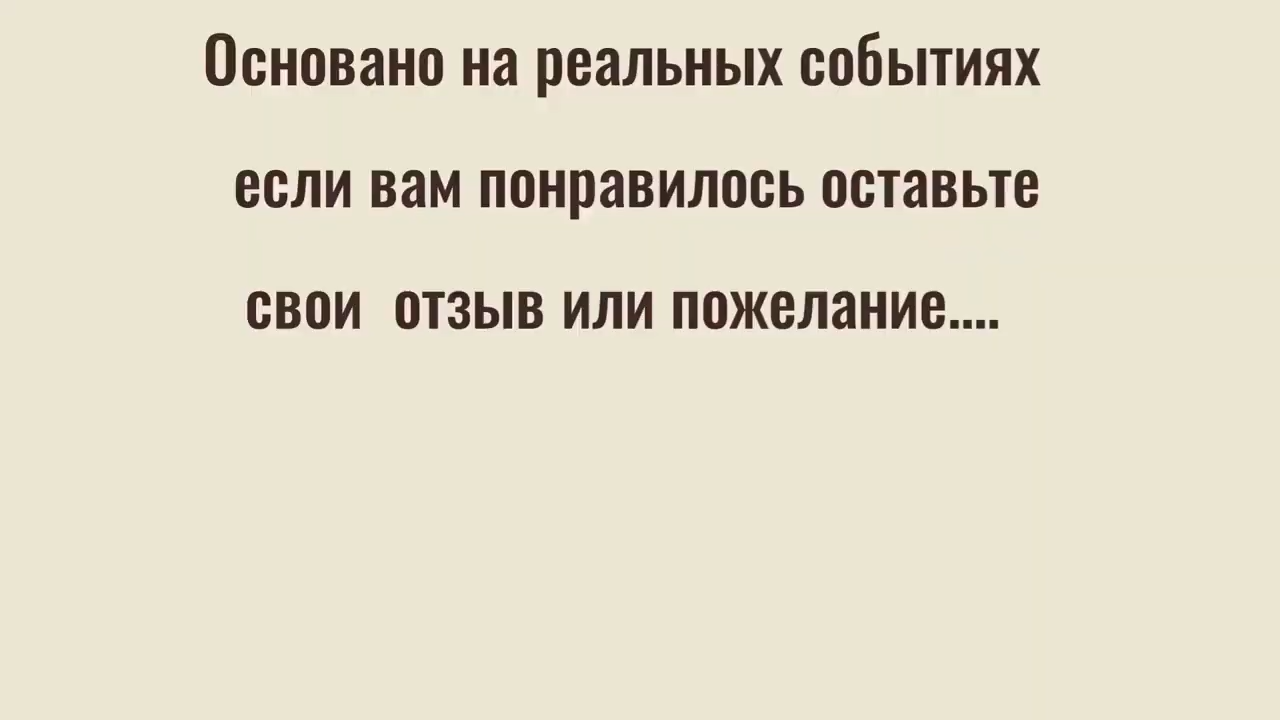 Основано на реальных событиях
если вам понравилось оставьте
свои  отзыв или пожелание....